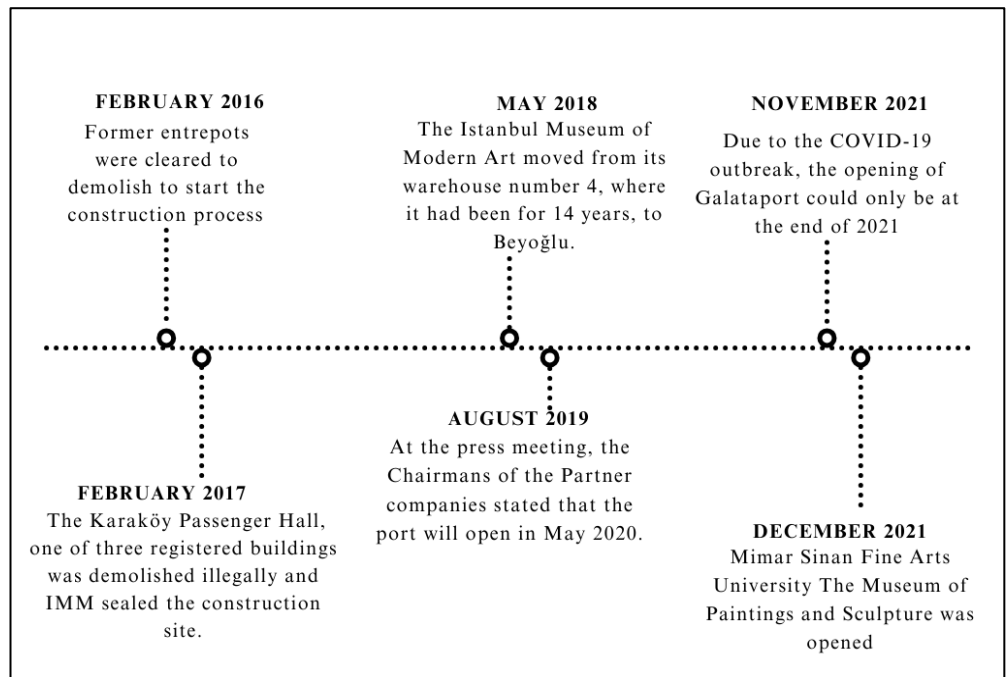 FEBRUARY 2016
Former entrepots
were cleared to
demolish to start the
construction process
FEBRUARY 2017
The Karaköy Passenger Hall,
one of three registered buildings
was demolished illegally and
IMM sealed the construction
site.
MAY 2018
The Istanbul Museum of
Modern Art moved from its
warehouse number 4, where
it had been for 14 years, to
Beyoğlu.
AUGUST 2019
At the press meeting, the
Chairmans of the Partner
companies stated that the
port will open in May 2020.
NOVEMBER 2021
Due to the COVID-19
outbreak, the opening of
Galataport could only be at
the end of 2021
DECEMBER 2021
Mimar Sinan Fine Arts
University The Museum of
Paintings and Sculpture was
opened